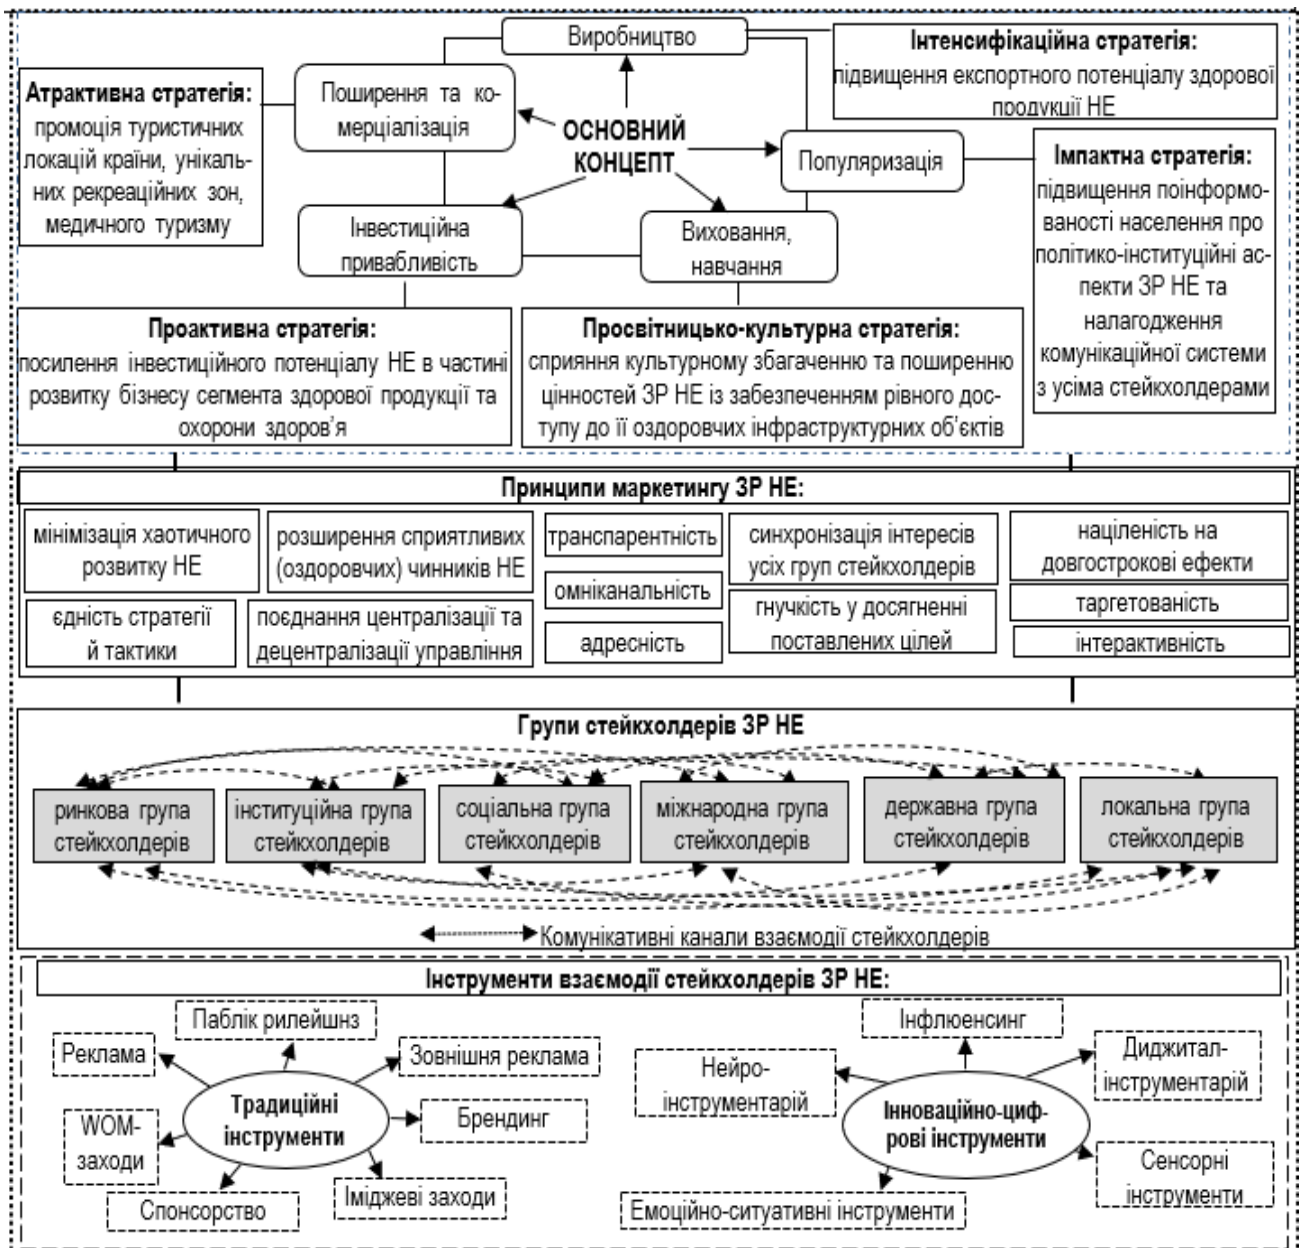 Виробництво
Інтенсифікаційна стратегія:
підвищення експортного потенціалу здорової
продукції НЕ
Атрактивна стратегія:
промоція туристичних
локацій країни, унікаль-
них рекреаційних зон,
медичного туризму
Поширення та ко-
мерціалізація
ОСНОВНИЙ
КОНЦЕПТ
Популяризація
Імпактна стратегія:
підвищення поінформо-
ваності населення про
політико-інституційні ас-
пекти ЗР НЕ та
налагодження
комунікаційної системи
з усіма стейкхолдерами
Інвестиційна
привабливість
Виховання,
навчання
Проактивна стратегія:
посилення інвестиційного потенціалу НЕ в частині
розвитку бізнесу сегмента здорової продукції та
охорони здоров’я
Просвітницько-культурна стратегія:
сприяння культурному збагаченню та поширенню
цінностей ЗР НЕ із забезпеченням рівного дос-
тупу до її оздоровчих інфраструктурних об’єктів
Принципи маркетингу ЗР НЕ:
мінімізація хаотичного
розвитку НЕ
розширення сприятливих
(оздоровчих) чинників НЕ
транспарентність
синхронізація інтересів
усіх груп стейкхолдерів
націленість на
довгострокові ефекти
омніканальність
таргетованість
єдність стратегії
й тактики
поєднання централізації та
децентралізації управління
адресність
гнучкість у досягненні
поставлених цілей
інтерактивність
Групи стейкхолдерів ЗР НЕ
ринкова група
стейкхолдерів
інституційна група
стейкхолдерів
соціальна група
стейкхолдерів
міжнародна група
стейкхолдерів
державна група
стейкхолдерів
локальна група
стейкхолдерів
Комунікативні канали взаємодії стейкхолдерів
Інструменти взаємодії стейкхолдерів ЗР НЕ:
Паблік рилейшнз
Реклама
Зовнішня реклама
Традиційні
інструменти
WOM-
заходи
Брендинг
Спонсорство
Іміджеві заходи
Інфлюенсинг
Нейро-
інструментарій
Диджитал-
інструментарій
Інноваційно-циф-
рові інструменти
Сенсорні
інструменти
Емоційно-ситуативні інструменти